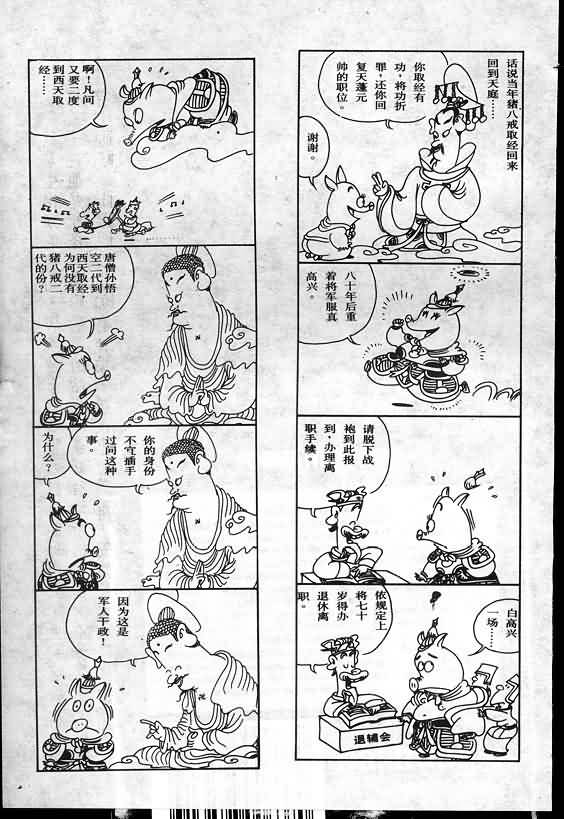 话说当年猪八戒取经回来
回到天庭……
你取经有
功，将功折
罪，还你回
复天蓬元
帅的职位。
谢谢。
八十年后重
着将军服真
高兴。
请脱下战
袍到此报
到，办理离
职手续。
白高兴
一场……
依规定上
将七十
岁得办
退休离
职。
退辅会
啊！凡间
又要二度
到西天取
经……
唐僧孙悟
空二代到
西天取经？
为何没有
猪八戒二
代的份？
你的身份
不宜插手
过问这种
事。
为什么？
因为这是
军人干政！